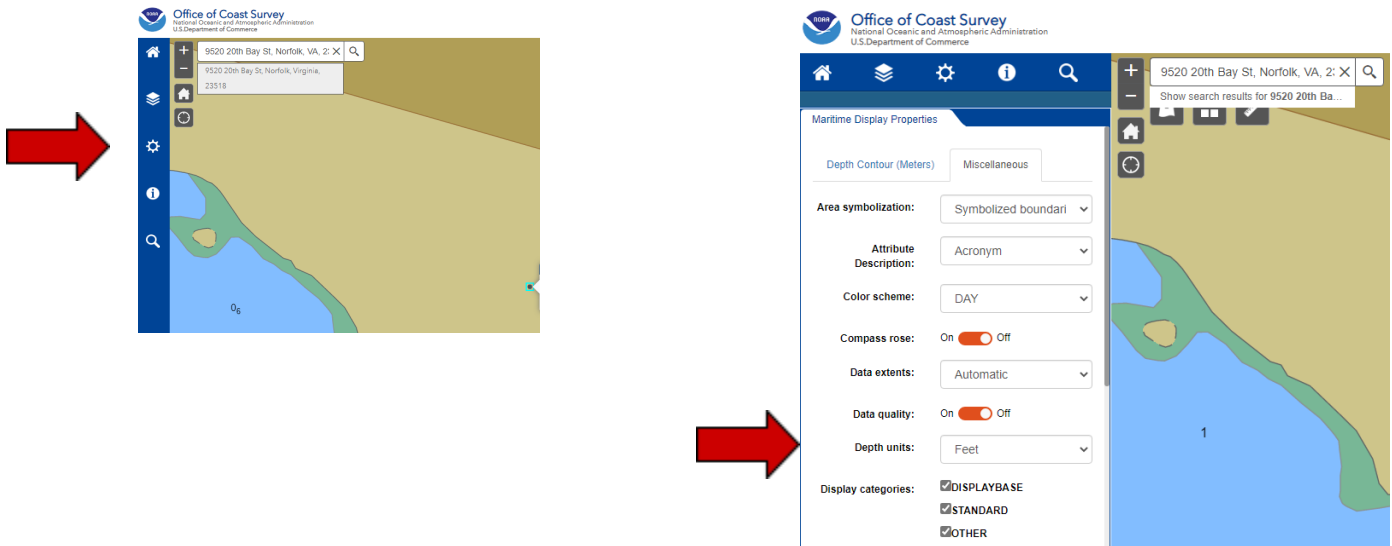 Office of Coast Survey
National Oceanic and Atmospheric Administration
U.S.Department of Commerce
+
9520 20th Bay St, Norfolk, VA, 2: X
−
9520 20th Bay St, Norfolk, Virginia,
23518
0₆
NOAA
Office of Coast Survey
National Oceanic and Atmospheric Administration
U.S.Department of Commerce
+
9520 20th Bay St, Norfolk, VA, 2: X
−
Show search results for 9520 20th Ba...
Maritime Display Properties
Depth Contour (Meters) Miscellaneous
Area symbolization: Symbolized boundari
Attribute
Description: Acronym
Color scheme: DAY
Compass rose: On Off
Data extents: Automatic
Data quality: On Off
Depth units: Feet
Display categories: DISPLAYBASE
STANDARD
OTHER
1